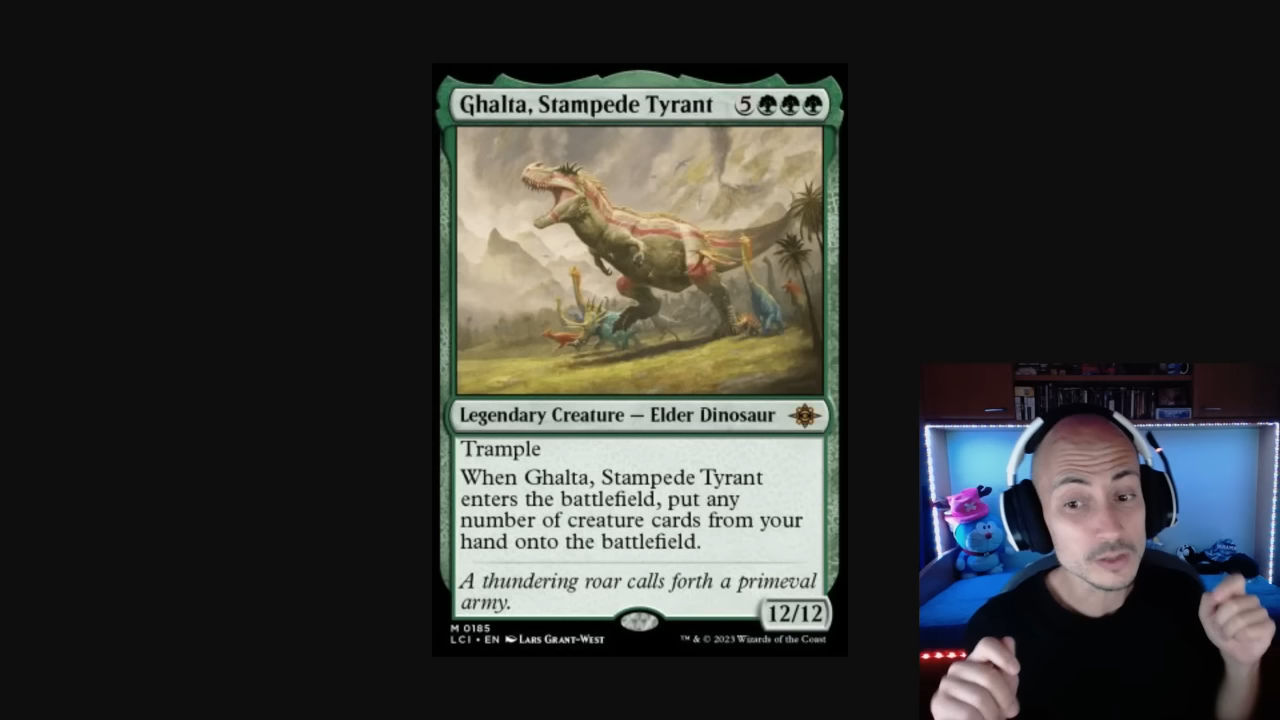 Ghalta, Stampede Tyrant 5
Legendary Creature — Elder Dinosaur
Trample
When Ghalta, Stampede Tyrant
enters the battlefield, put any
number of creature cards from your
hand onto the battlefield.
A thundering roar calls forth a primeval
army.
12/12
M 0185
LCI • EN Lars Grant-West
™ & © 2023 Wizards of the Coast